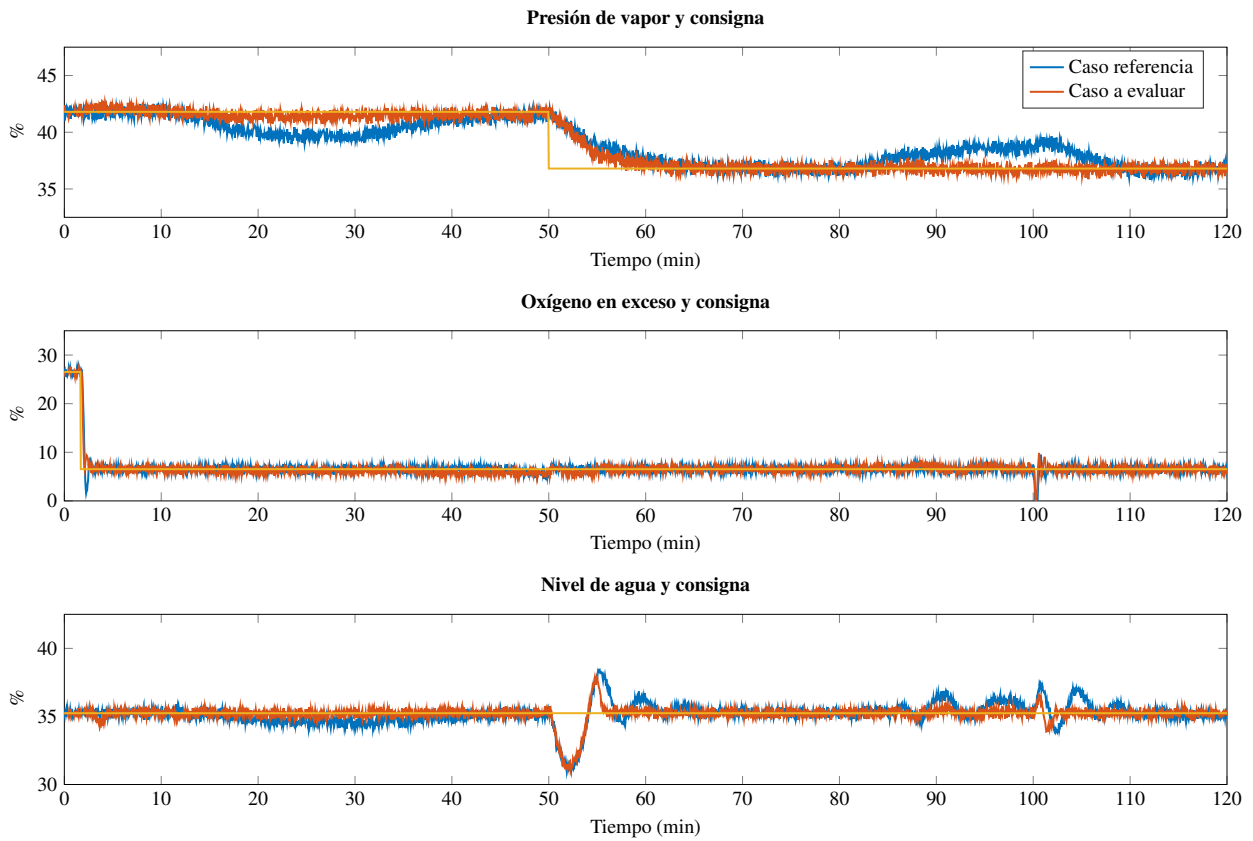 Presión de vapor y consigna
45
40
35
%
Caso referencia
Caso a evaluar
0 10 20 30 40 50 60 70 80 90 100 110 120
Tiempo (min)
Oxígeno en exceso y consigna
30
20
10
0
%
0 10 20 30 40 50 60 70 80 90 100 110 120
Tiempo (min)
Nivel de agua y consigna
40
35
30
%
0 10 20 30 40 50 60 70 80 90 100 110 120
Tiempo (min)